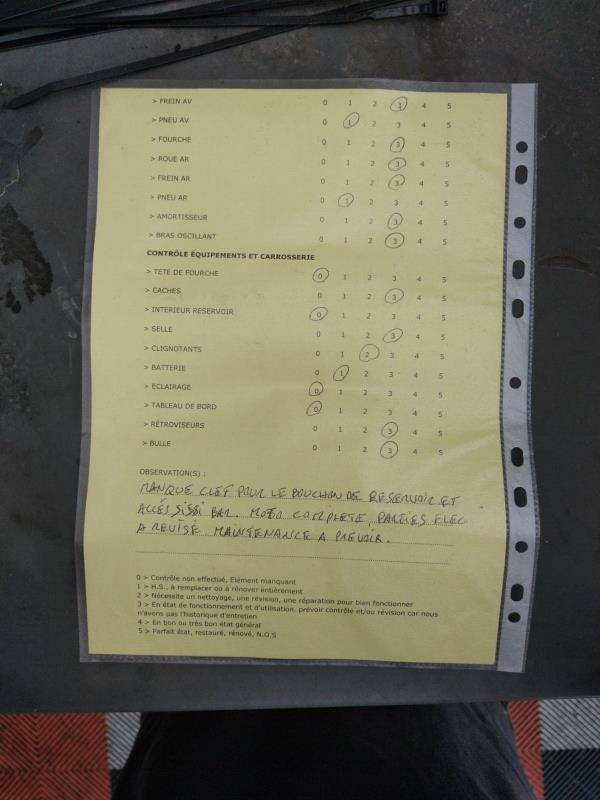 > FREIN AV 0 1 2 3 4 5
> PNEU AV 0 1 2 3 4 5
> FOURCHE 0 1 2 3 4 5
> ROUE AR 0 1 2 3 4 5
> FREIN AR 0 1 2 3 4 5
> PNEU AR 0 1 2 3 4 5
> AMORTISSEUR 0 1 2 3 4 5
> BRAS OSCILLANT 0 1 2 3 4 5
CONTRÔLE ÉQUIPEMENTS ET CARROSSERIE
> TETE DE FOURCHE 0 1 2 3 4 5
> CACHES 0 1 2 3 4 5
> INTERIEUR RESERVOIR 0 1 2 3 4 5
> SELLE 0 1 2 3 4 5
> CLIGNOTANTS 0 1 2 3 4 5
> BATTERIE 0 1 2 3 4 5
> ECLAIRAGE 0 1 2 3 4 5
> TABLEAU DE BORD 0 1 2 3 4 5
> RÉTROVISEURS 0 1 2 3 4 5
> BULLE 0 1 2 3 4 5
OBSERVATION(S) :
MANQUE CLEF POUR LE BOUCHON DE RESERVOIR ET
ACCÉS SISSI BAR. MOTO COMPLETE, PARTIES ELEC
A REVISÉ. MAINTENANCE A PREVOIR.
0 > Contrôle non effectué, Elément manquant
1 > H.S., à remplacer ou à rénover entièrement
2 > Nécessite un nettoyage, une révision, une réparation pour bien fonctionner
3 > En état de fonctionnement et d'utilisation, prévoir contrôle et/ou révision car nous
n'avons pas l'historique d'entretien
4 > En bon ou très bon état général
5 > Parfait état, restauré, rénové, N.O.S